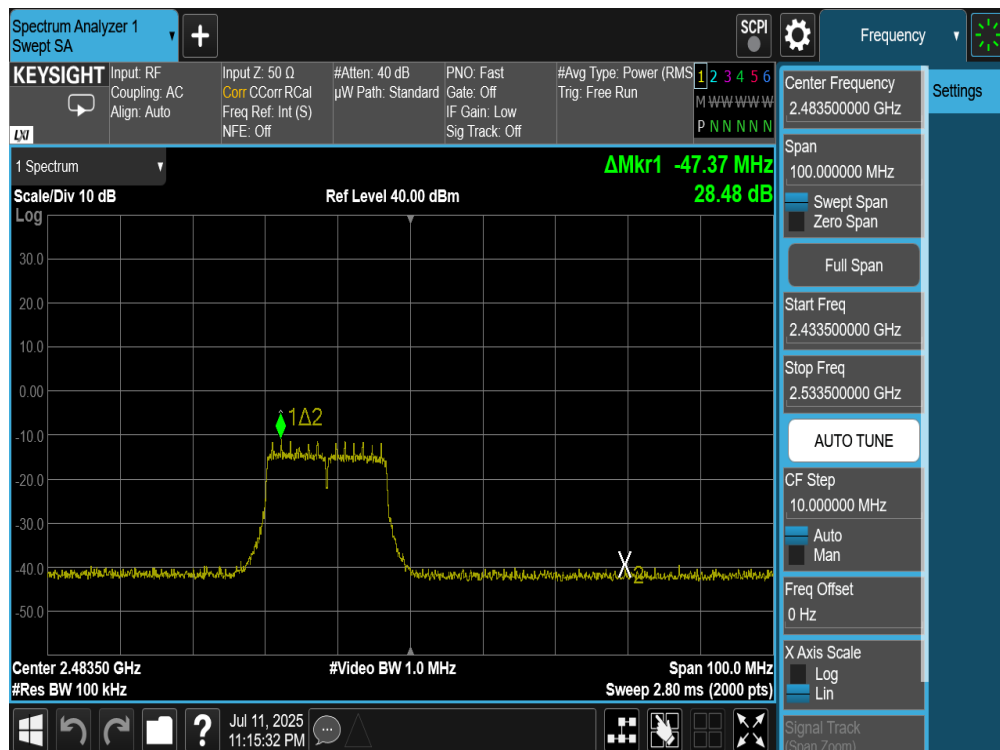 Spectrum Analyzer 1
Swept SA
+
SCPI
Frequency
KEYSIGHT
LXI
Input: RF
Coupling: AC
Align: Auto
Input Z: 50 Ω
Corr CCorr RCal
Freq Ref: Int (S)
NFE: Off
#Atten: 40 dB
µW Path: Standard
PNO: Fast
Gate: Off
IF Gain: Low
Sig Track: Off
#Avg Type: Power (RMS
Trig: Free Run
1 2 3 4 5 6
M W W W W W
P N N N N N
1 Spectrum
ΔMkr1 -47.37 MHz
28.48 dB
Scale/Div 10 dB
Ref Level 40.00 dBm
Log
30.0
20.0
10.0
0.00
-10.0
-20.0
-30.0
-40.0
-50.0
1Δ2
X
2
Center 2.48350 GHz
#Video BW 1.0 MHz
Span 100.0 MHz
#Res BW 100 kHz
Sweep 2.80 ms (2000 pts)
Center Frequency
2.483500000 GHz
Span
100.000000 MHz
Swept Span
Zero Span
Full Span
Start Freq
2.433500000 GHz
Stop Freq
2.533500000 GHz
AUTO TUNE
CF Step
10.000000 MHz
Auto
Man
Freq Offset
0 Hz
X Axis Scale
Log
Lin
Signal Track
(Span Zoom)
Settings
?
Jul 11, 2025
11:15:32 PM